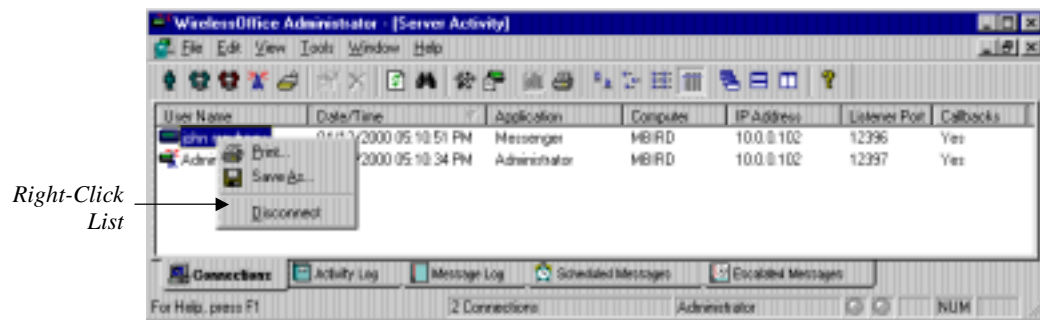 WirelessOffice Administrator - [Server Activity]
File Edit View Tools Window Help
User Name Date/Time Application Computer IP Address Listener Port Callbacks
john 2000 05:10:51 PM Messenger MBIRD 10.0.0.102 12396 Yes
2000 05:10:34 PM Administrator MBIRD 10.0.0.102 12397 Yes
Print...
Save As...
Disconnect
Right-Click
List
Connections Activity Log Message Log Scheduled Messages Escalated Messages
For Help, press F1 2 Connections Administrator NUM